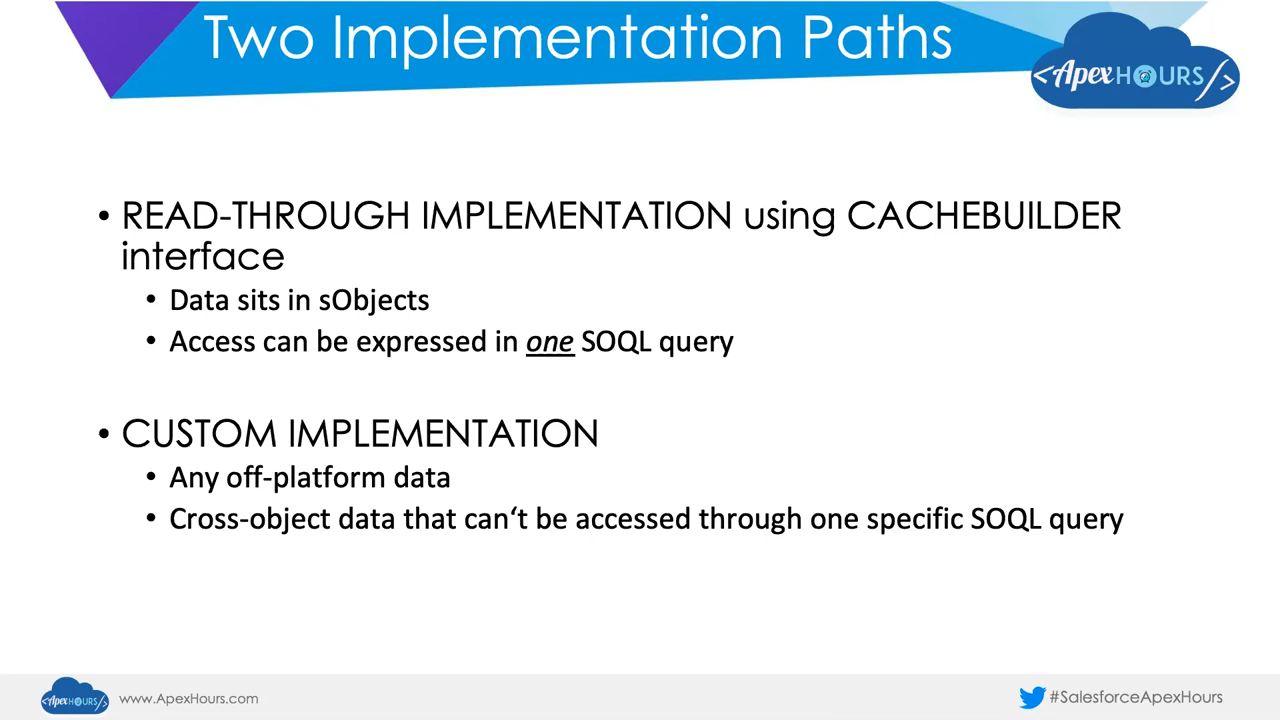 Two Implementation Paths
<ApexHOURS/>
• READ-THROUGH IMPLEMENTATION using CACHEBUILDER
interface
• Data sits in sObjects
• Access can be expressed in one SOQL query
• CUSTOM IMPLEMENTATION
• Any off-platform data
• Cross-object data that can‘t be accessed through one specific SOQL query
<ApexHOURS/>
www.ApexHours.com
#SalesforceApexHours